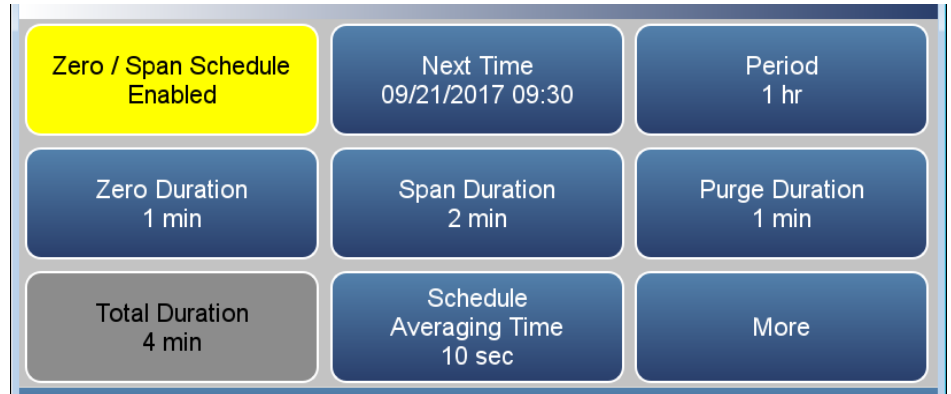 Zero / Span Schedule
Enabled
Next Time
09/21/2017 09:30
Period
1 hr
Zero Duration
1 min
Span Duration
2 min
Purge Duration
1 min
Total Duration
4 min
Schedule
Averaging Time
10 sec
More